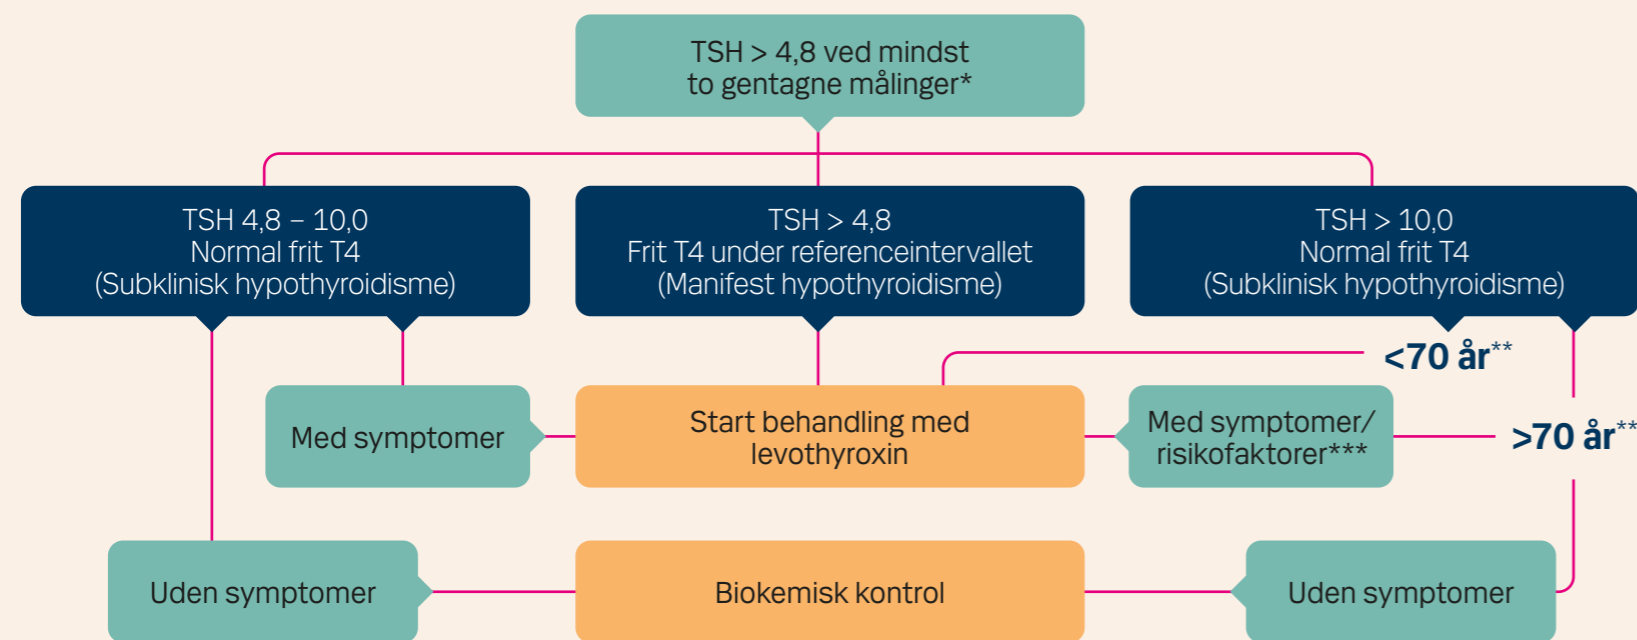 TSH > 4,8 ved mindst
to gentagne målinger*
TSH 4,8 – 10,0
Normal frit T4
(Subklinisk hypothyroidisme)
TSH > 4,8
Frit T4 under referenceintervallet
(Manifest hypothyroidisme)
TSH > 10,0
Normal frit T4
(Subklinisk hypothyroidisme)
<70 år**
Med symptomer
Start behandling med
levothyroxin
Med symptomer/
risikofaktorer***
>70 år**
Uden symptomer
Biokemisk kontrol
Uden symptomer